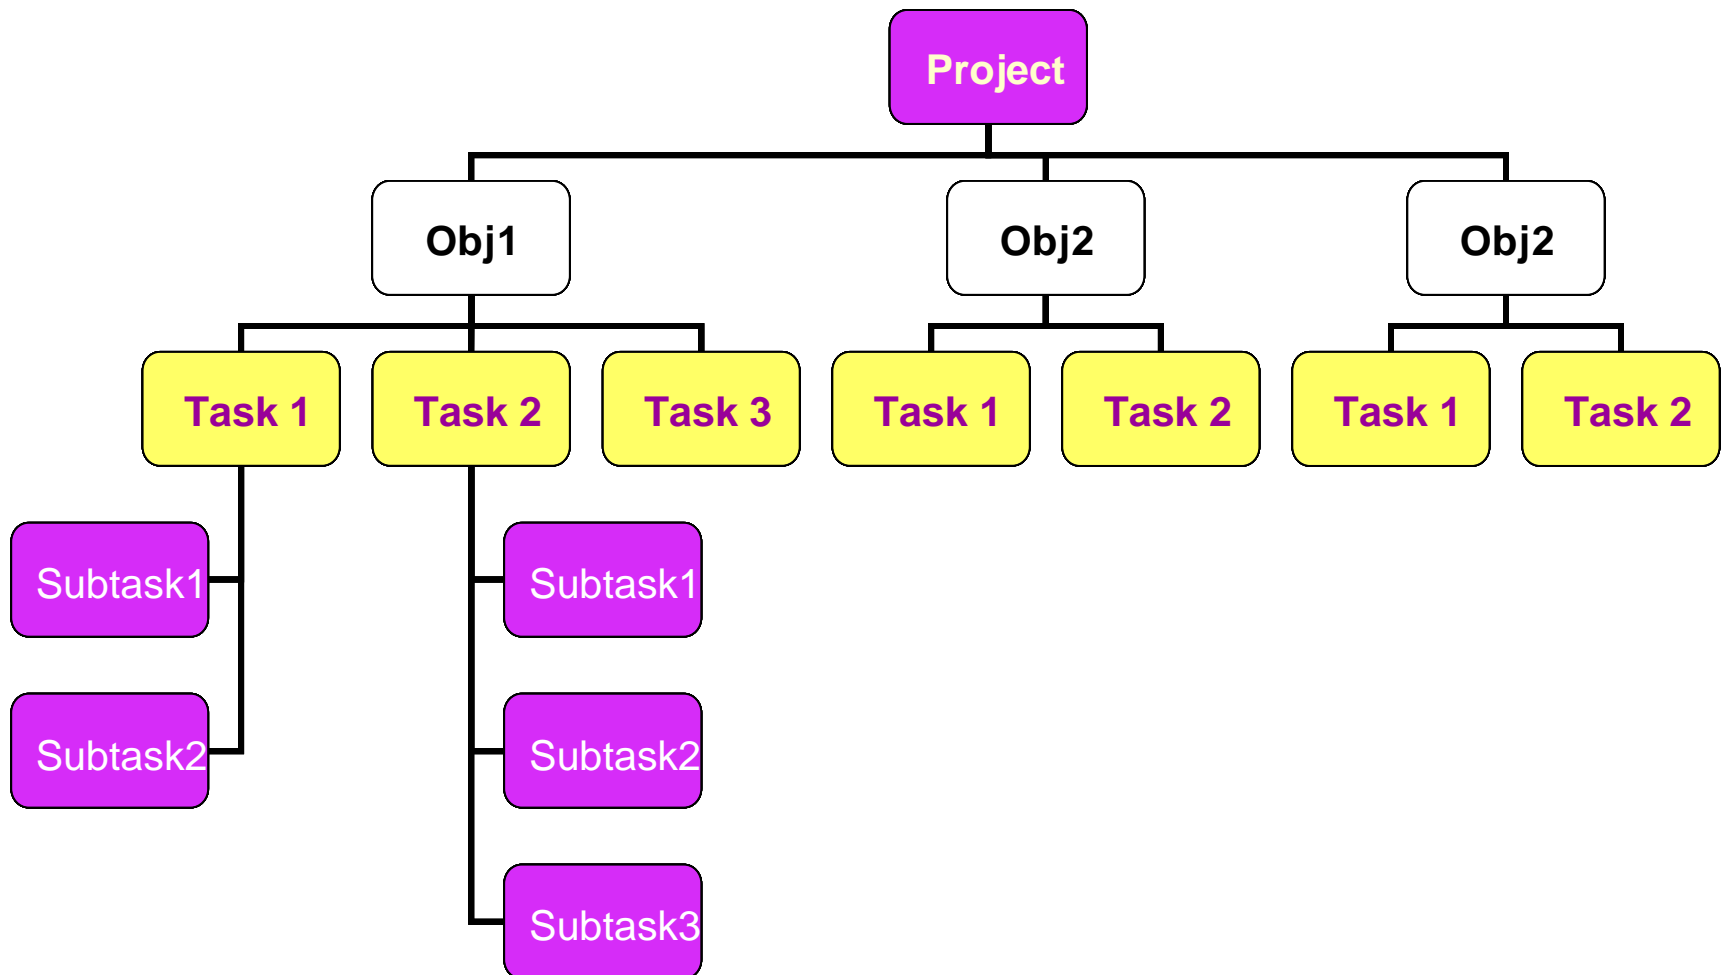 Project
Obj1
Obj2
Obj2
Task 1
Task 2
Task 3
Task 1
Task 2
Task 1
Task 2
Subtask1
Subtask1
Subtask2
Subtask2
Subtask3